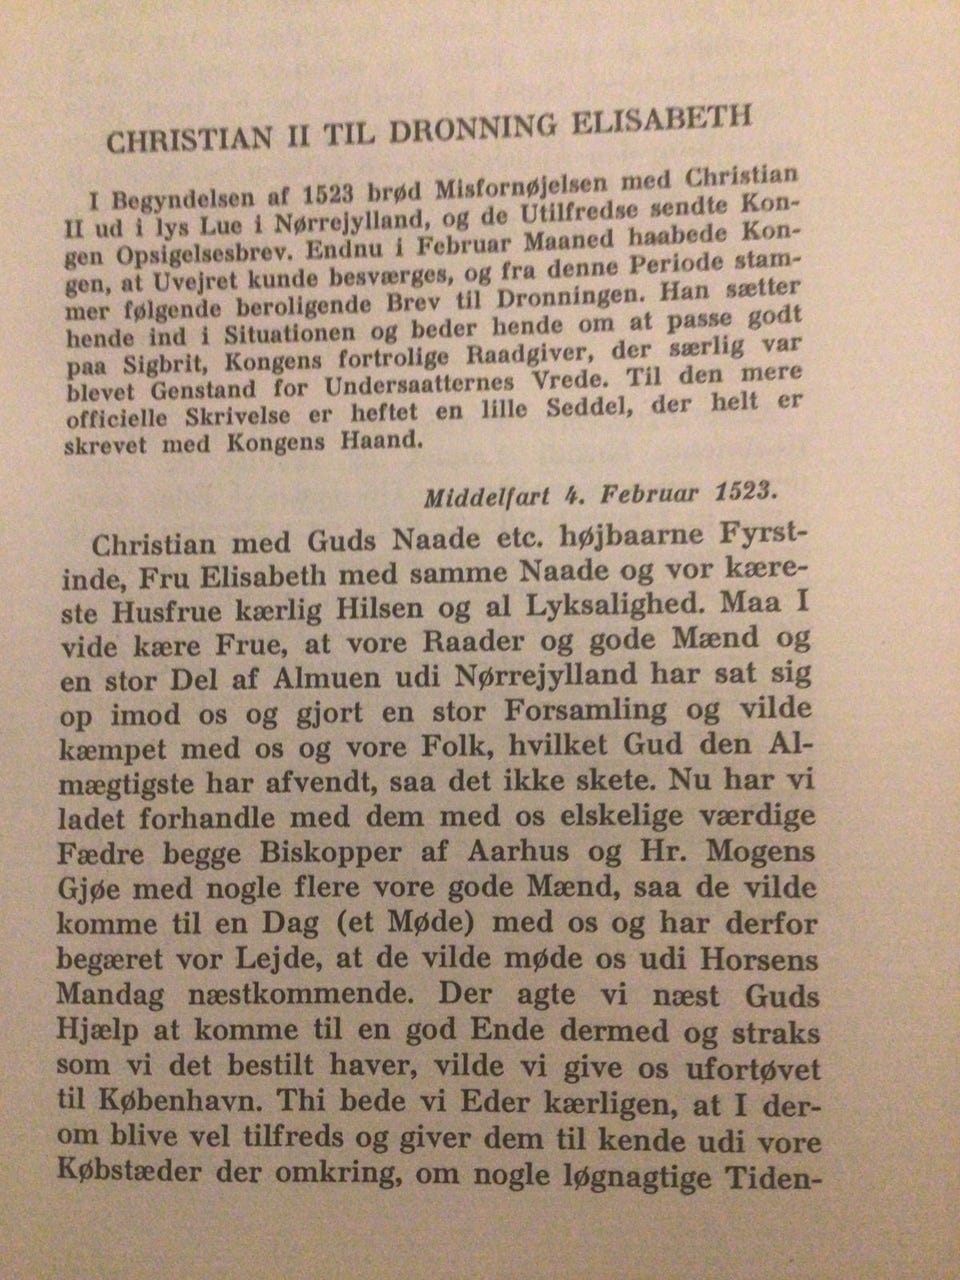 CHRISTIAN II TIL DRONNING ELISABETH
I Begyndelsen af 1523 brød Misfornøjelsen med Christian
II ud i lys Lue i Nørrejylland, og de Utilfredse sendte Kon-
gen Opsigelsesbrev. Endnu i Februar Maaned haabede Kon-
gen, at Uvejret kunde besværges, og fra denne Periode stam-
mer følgende beroligende Brev til Dronningen. Han sætter
hende ind i Situationen og beder hende om at passe godt
paa Sigbrit, Kongens fortrolige Raadgiver, der særlig var
blevet Genstand for Undersaatternes Vrede. Til den mere
officielle Skrivelse er heftet en lille Seddel, der helt er
skrevet med Kongens Haand.
Middelfart 4. Februar 1523.
Christian med Guds Naade etc. højbaarne Fyrst-
inde, Fru Elisabeth med samme Naade og vor kære-
ste Husfrue kærlig Hilsen og al Lyksalighed. Maa I
vide kære Frue, at vore Raader og gode Mænd og
en stor Del af Almuen udi Nørrejylland har sat sig
op imod os og gjort en stor Forsamling og vilde
kæmpet med os og vore Folk, hvilket Gud den Al-
mægtigste har afvendt, saa det ikke skete. Nu har vi
ladet forhandle med dem med os elskelige værdige
Fædre begge Biskopper af Aarhus og Hr. Mogens
Gjøe med nogle flere vore gode Mænd, saa de vilde
komme til en Dag (et Møde) med os og har derfor
begæret vor Lejde, at de vilde møde os udi Horsens
Mandag næstkommende. Der agte vi næst Guds
Hjælp at komme til en god Ende dermed og straks
som vi det bestilt haver, vilde vi give os ufortøvet
til København. Thi bede vi Eder kærligen, at I der-
om blive vel tilfreds og giver dem til kende udi vore
Købstæder der omkring, om nogle løgnagtige Tiden-